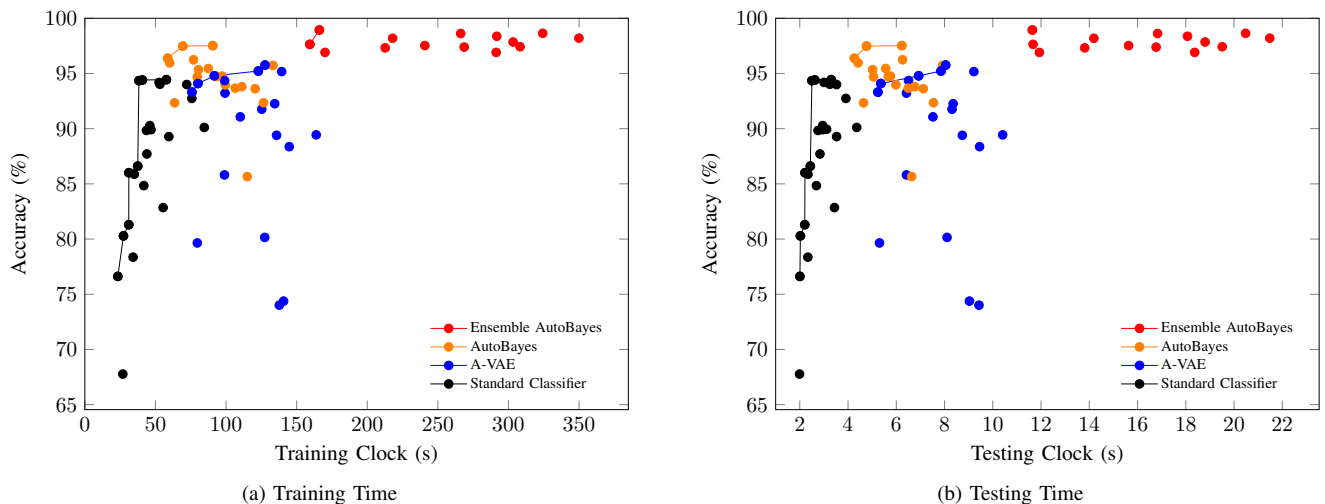 100
95
90
85
80
75
70
65
Accuracy (%)
0 50 100 150 200 250 300 350
Training Clock (s)
Ensemble AutoBayes
AutoBayes
A-VAE
Standard Classifier
(a) Training Time
100
95
90
85
80
75
70
65
Accuracy (%)
2 4 6 8 10 12 14 16 18 20 22
Testing Clock (s)
Ensemble AutoBayes
AutoBayes
A-VAE
Standard Classifier
(b) Testing Time